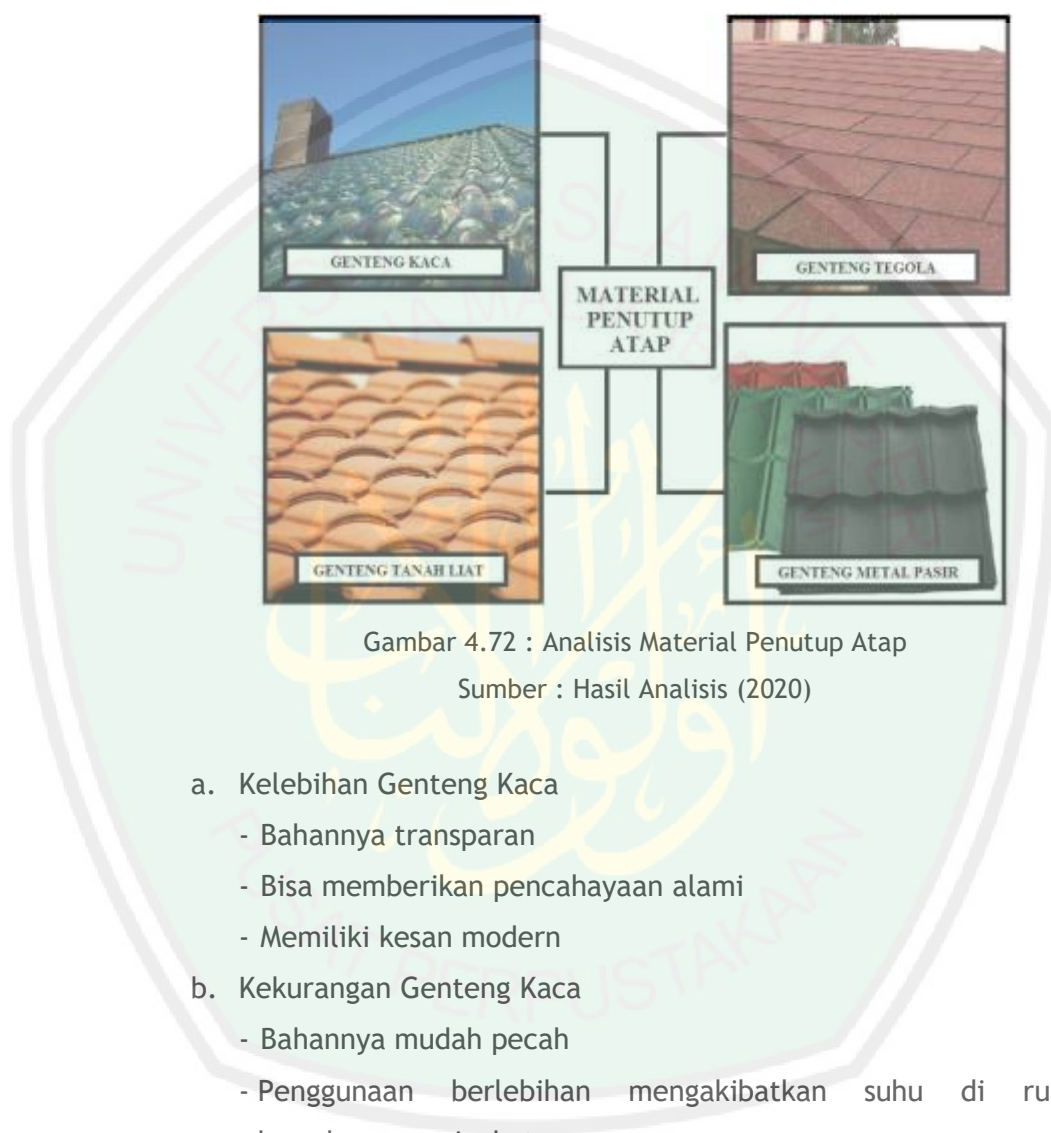 GENTENG KACA
GENTENG TEGOLA
MATERIAL
PENUTUP
ATAP
GENTENG TANAH LIAT
GENTENG METAL PASIR
Gambar 4.72 : Analisis Material Penutup Atap
Sumber : Hasil Analisis (2020)
a. Kelebihan Genteng Kaca
- Bahannya transparan
- Bisa memberikan pencahayaan alami
- Memiliki kesan modern
b. Kekurangan Genteng Kaca
- Bahannya mudah pecah
- Penggunaan berlebihan mengakibatkan suhu di ru
PUSAT PERPUSTAKAAN